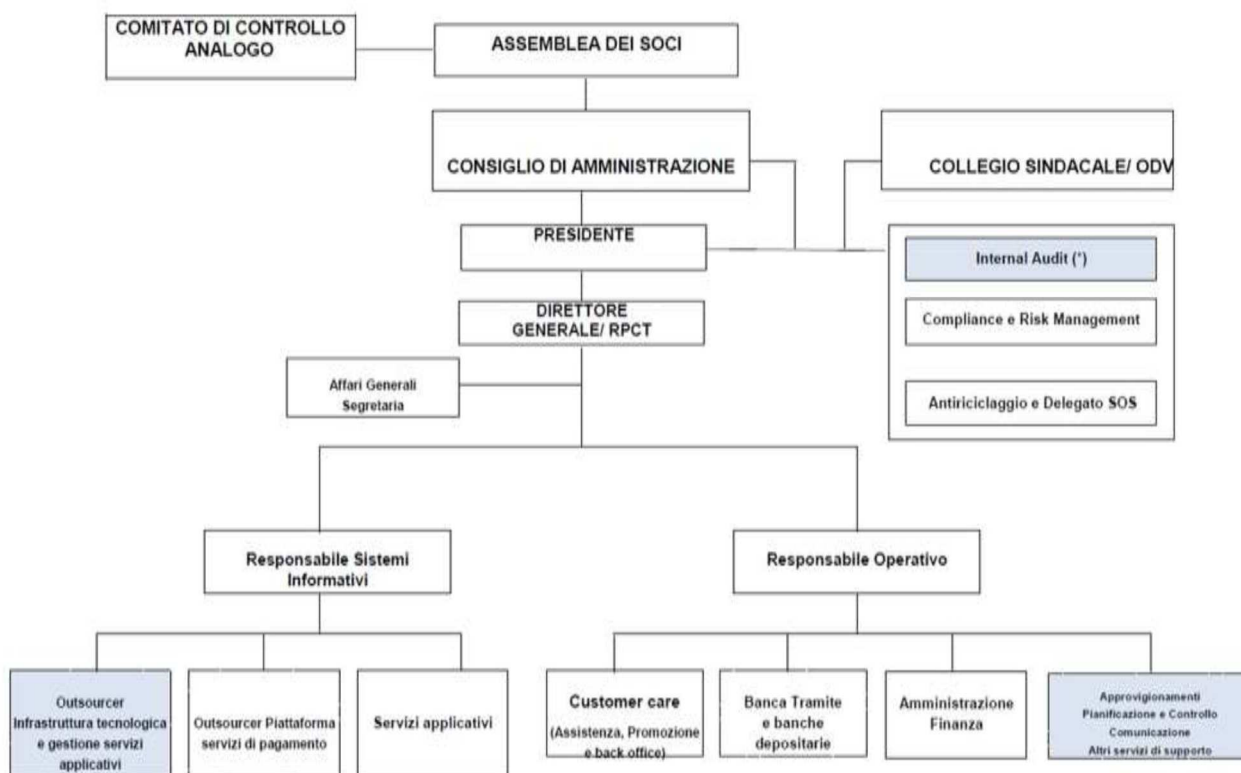 COMITATO DI CONTROLLO
ANALOGO
ASSEMBLEA DEI SOCI
CONSIGLIO DI AMMINISTRAZIONE
COLLEGIO SINDACALE/ ODV
PRESIDENTE
Internal Audit (*)
Compliance e Risk Management
Antiriciclaggio e Delegato SOS
DIRETTORE
GENERALE/ RPCT
Affari Generali
Segretaria
Responsabile Sistemi
Informativi
Responsabile Operativo
Outsourcer
Infrastruttura tecnologica
e gestione servizi
applicativi
Outsourcer Piattaforma
servizi di pagamento
Servizi applicativi
Customer care
(Assistenza, Promozione
e back office)
Banca Tramite
e banche
depositarie
Amministrazione
Finanza
Approvigionamenti
Pianificazione e Controllo
Comunicazione
Altri servizi di supporto